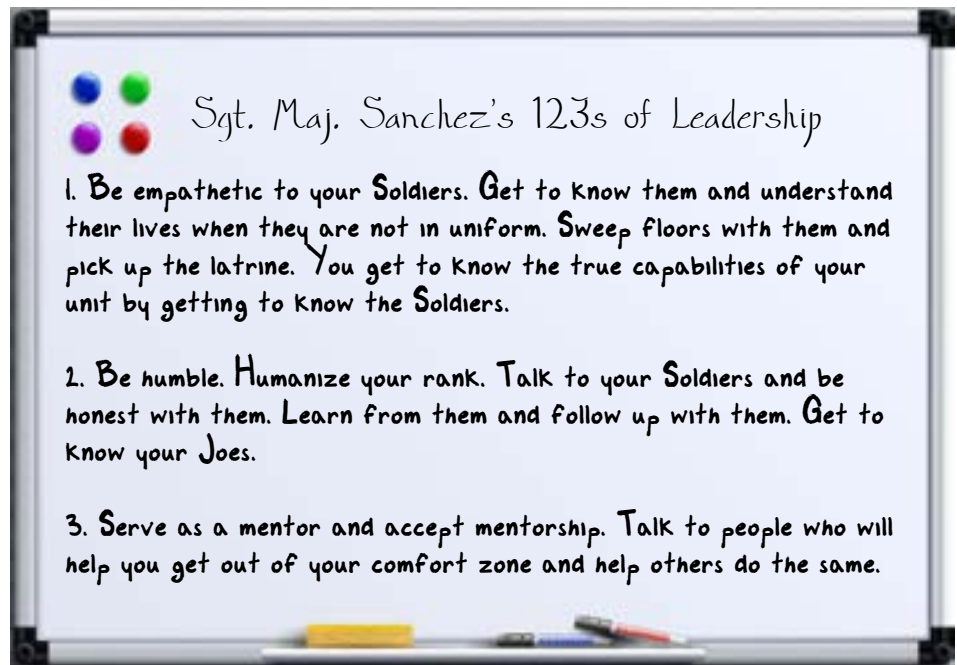 Sgt. Maj. Sanchez's 123s of Leadership
1. Be empathetic to your Soldiers. Get to know them and understand
their lives when they are not in uniform. Sweep floors with them and
pick up the latrine. You get to know the true capabilities of your
unit by getting to know the Soldiers.
2. Be humble. Humanize your rank. Talk to your Soldiers and be
honest with them. Learn from them and follow up with them. Get to
know your Joes.
3. Serve as a mentor and accept mentorship. Talk to people who will
help you get out of your comfort zone and help others do the same.